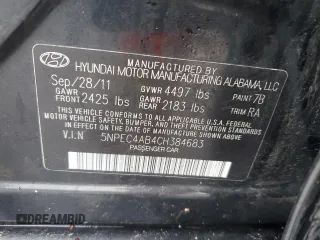 MANUFACTURED BY
HYUNDAI MOTOR MANUFACTURING ALABAMA, LLC
Sep/28/11 GVWR 4497 lbs
GAWR FRONT 2425 lbs GAWR REAR 2183 lbs PAINT 7B
TRIM RA
THIS VEHICLE CONFORMS TO ALL APPLICABLE U.S. FEDERAL
MOTOR VEHICLE SAFETY, BUMPER, AND THEFT PREVENTION STANDARDS IN
EFFECT ON THE DATE OF MANUFACTURE SHOWN ABOVE.
V.I.N 5NPEC4AB4CH384683
PASSENGER CAR
DREAMBID